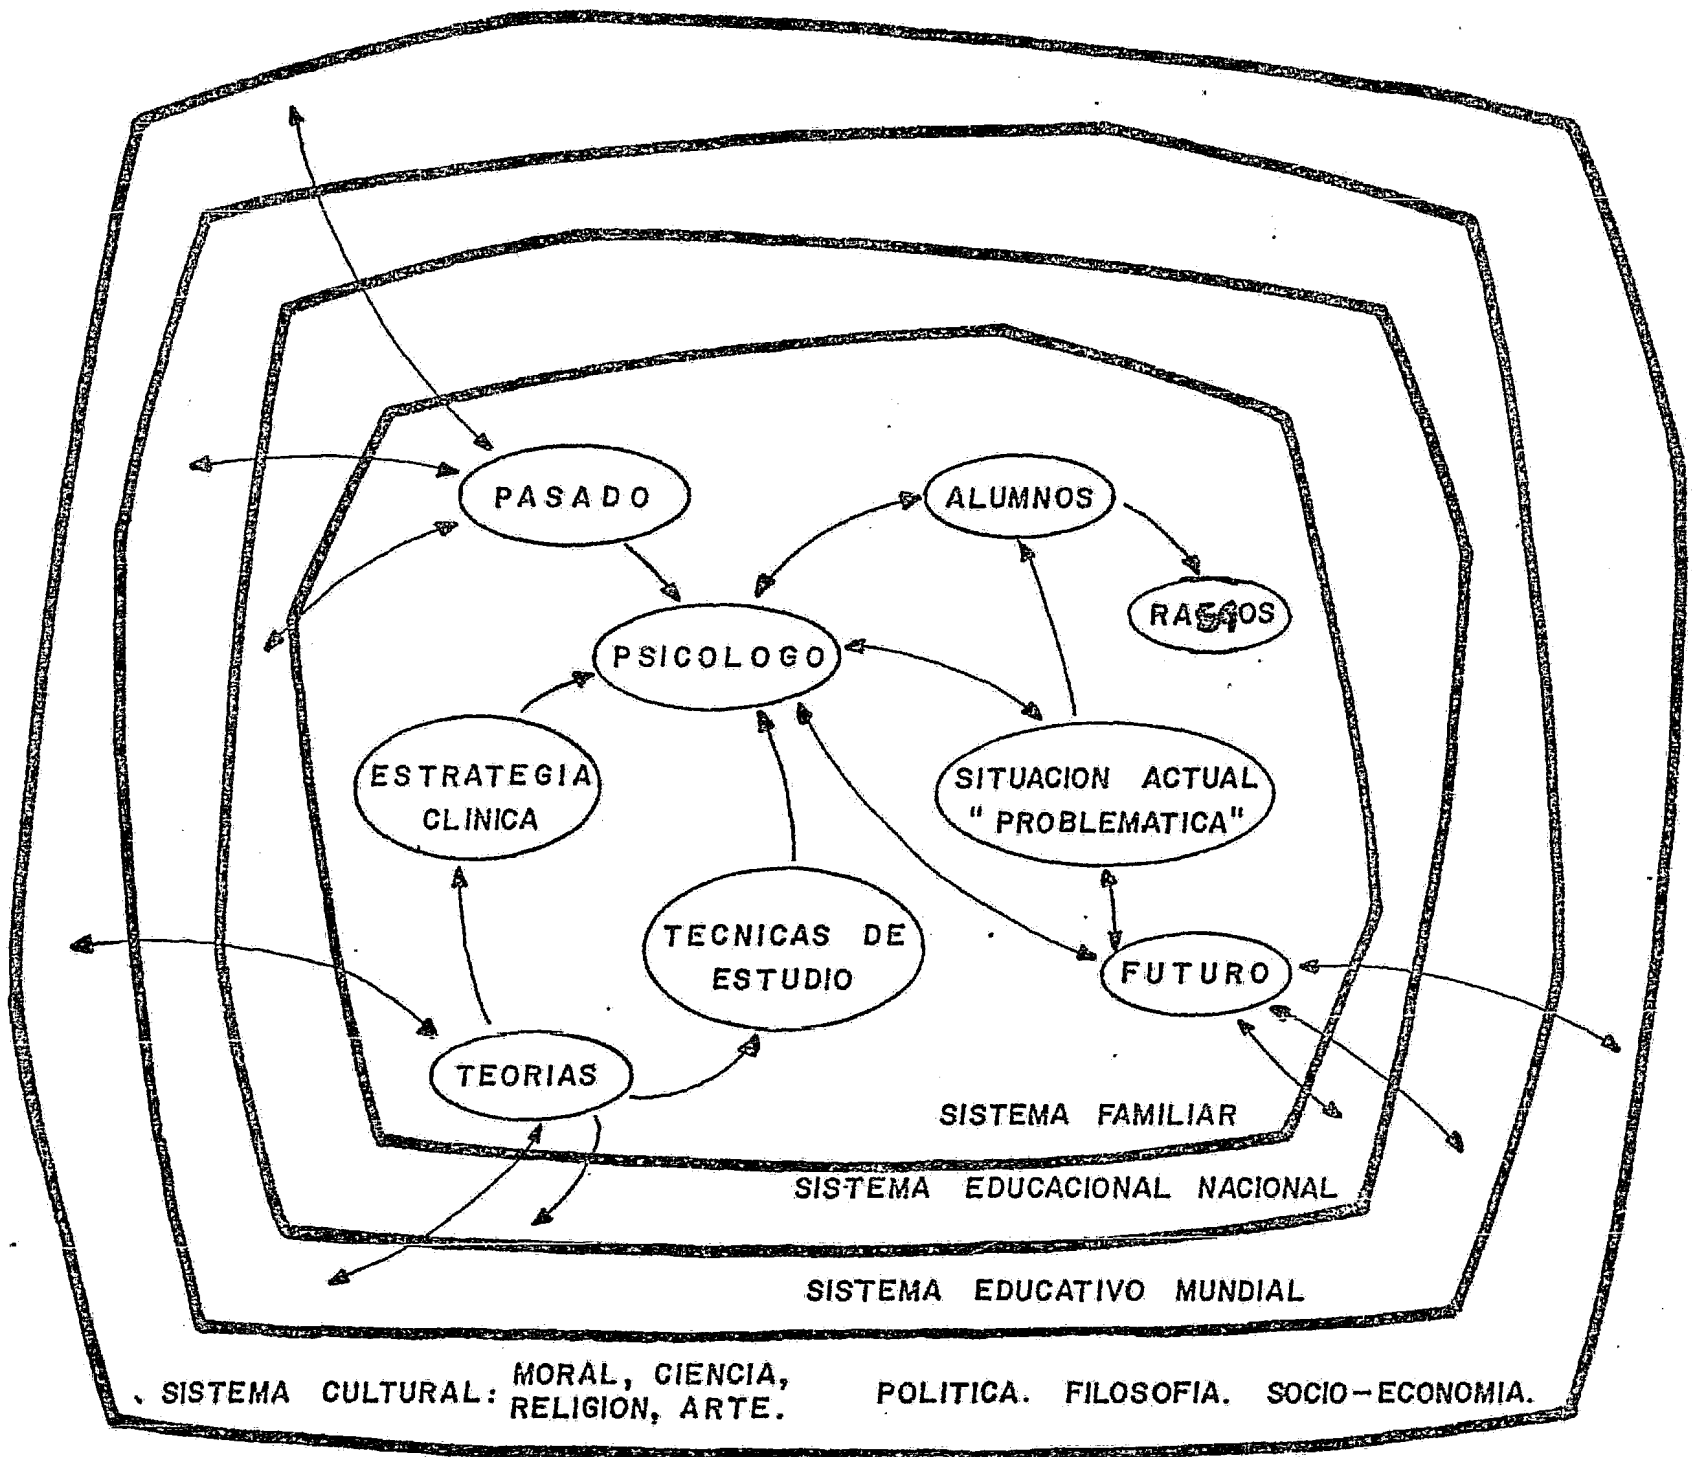 PASADO
ALUMNOS
PSICOLOGO
ESTRATEGIA
CLINICA
SITUACION ACTUAL
" PROBLEMATICA"
TECNICAS DE
ESTUDIO
FUTURO
TEORIAS
SISTEMA FAMILIAR
SISTEMA EDUCACIONAL NACIONAL
SISTEMA EDUCATIVO MUNDIAL
SISTEMA CULTURAL: MORAL, CIENCIA,
RELIGION, ARTE.
POLITICA. FILOSOFIA. SOCIO-ECONOMIA.